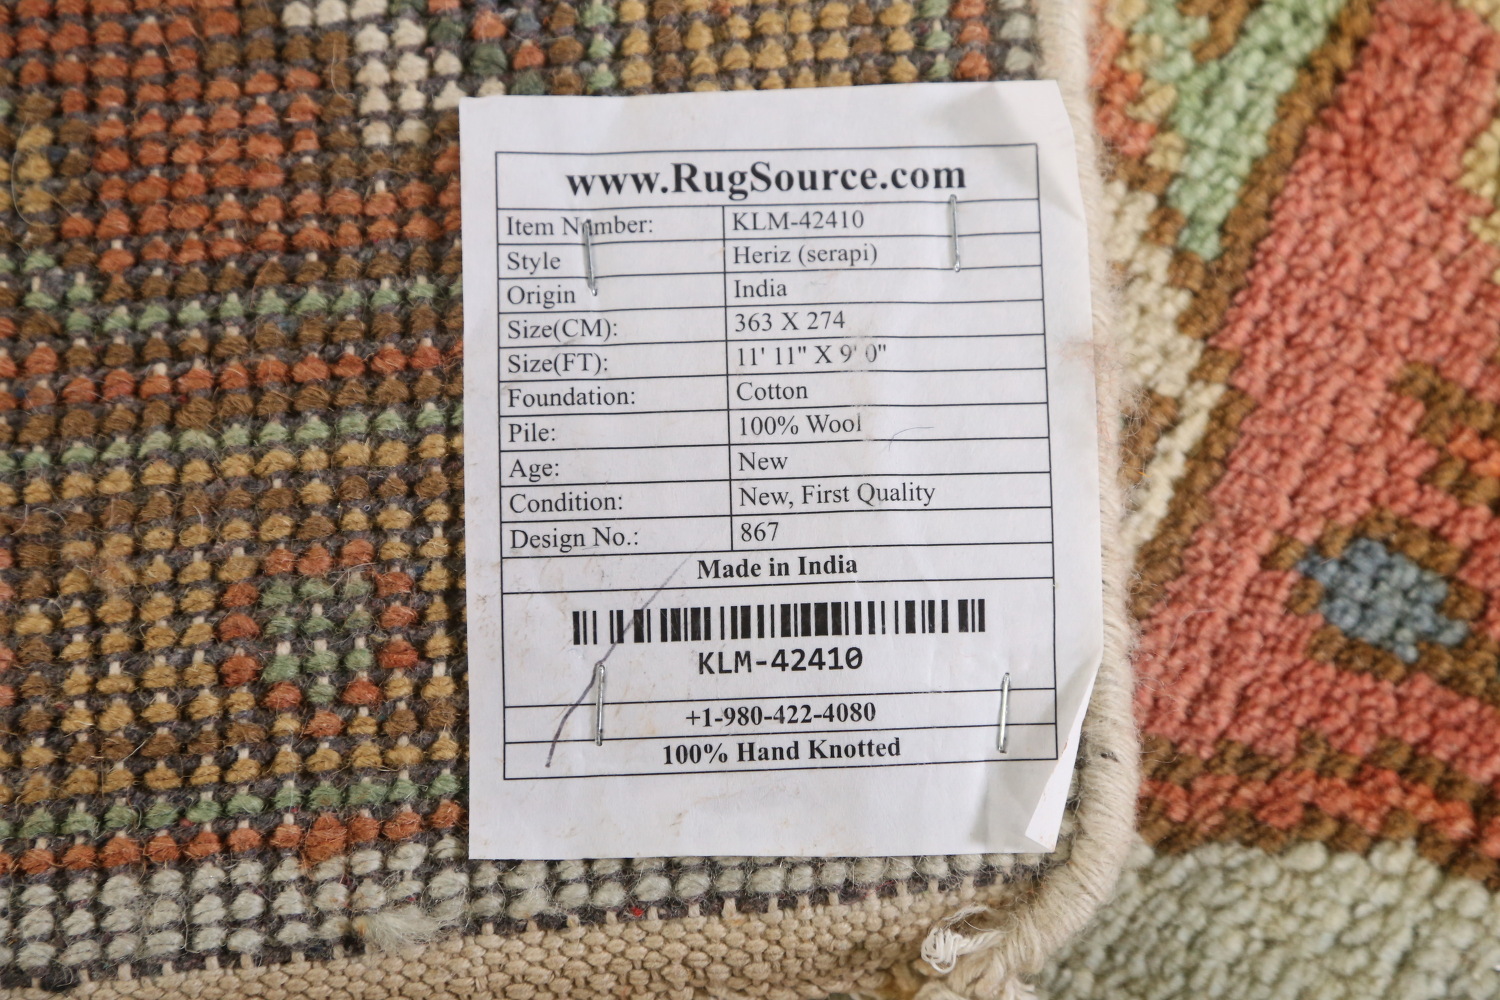 www.RugSource.com
Item Number: KLM-42410
Style Heriz (serapi)
Origin India
Size(CM): 363 X 274
Size(FT): 11' 11" X 9' 0"
Foundation: Cotton
Pile: 100% Wool
Age: New
Condition: New, First Quality
Design No.: 867
Made in India
KLM-42410
+1-980-422-4080
100% Hand Knotted